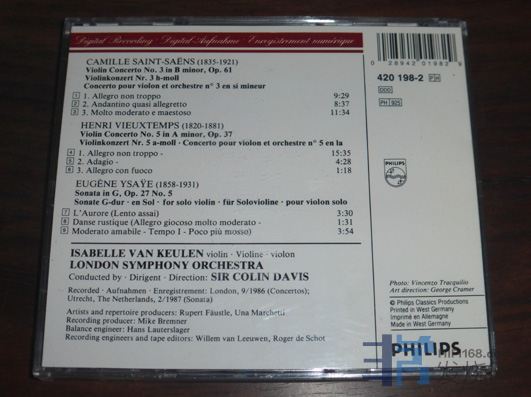 Digital Recording · Digital Aufnahme · Enregistrement numérique
CAMILLE SAINT-SAËNS (1835-1921)
Violin Concerto No. 3 in B minor, Op. 61
Violinkonzert Nr. 3 h-moll
Concerto pour violon et orchestre n° 3 en si mineur
1 1. Allegro non troppo 9:29
2 2. Andantino quasi allegretto 8:37
3 3. Molto moderato e maestoso 11:34
HENRI VIEUXTEMPS (1820-1881)
Violin Concerto No. 5 in A minor, Op. 37
Violinkonzert Nr. 5 a-moll · Concerto pour violon et orchestre n° 5 en la
4 1. Allegro non troppo - 15:35
5 2. Adagio - 4:28
6 3. Allegro con fuoco 1:18
EUGÈNE YSAŸE (1858-1931)
Sonata in G, Op. 27 No. 5
Sonate G-dur · en Sol · for solo violin · für Solovioline · pour violon solo
7 L'Aurore (Lento assai) 3:30
8 Danse rustique (Allegro giocoso molto moderato - 1:31
9 Moderato amabile - Tempo I - Poco più mosso) 3:54
ISABELLE VAN KEULEN violin · Violine · violon
LONDON SYMPHONY ORCHESTRA
Conducted by · Dirigent · Direction: SIR COLIN DAVIS
Recorded · Aufnahmen · Enregistrement: London, 9/1986 (Concertos);
Utrecht, The Netherlands, 2/1987 (Sonata)
Artists and repertoire producers: Rupert Fäustle, Una Marchetti
Recording producer: Mike Bremner
Balance engineer: Hans Lauterslager
Recording engineers and tape editors: Willem van Leeuwen, Roger de Schot
0 28942 01982 9
420 198-2 PH
DDD
PH 925
PHILIPS
Photo: Vincenzo Tracquilio
Art direction: George Cramer
℗ Philips Classics Productions
Printed in West Germany
Imprimé en Allemagne
Made in West Germany
PHILIPS